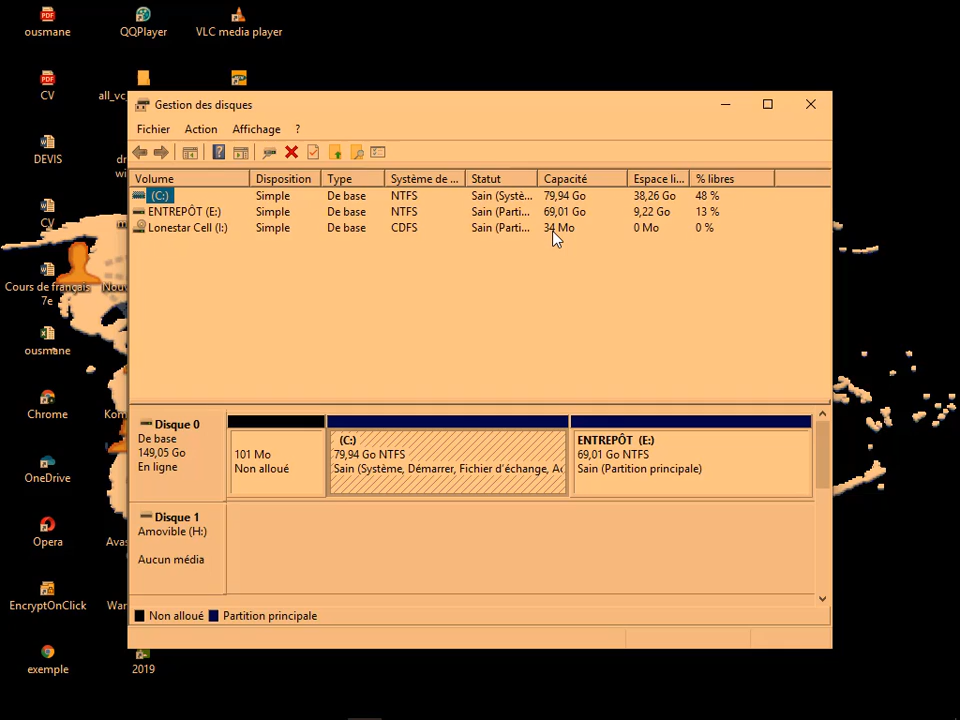 ousmane
QQPlayer
VLC media player
CV
all_vc
DEVIS
CV
Cours de français
7e
ousmane
Chrome
OneDrive
Opera
EncryptOnClick
exemple
2019
Gestion des disques
Fichier Action Affichage ?
Volume Disposition Type Système de ... Statut Capacité Espace li... % libres
(C:) Simple De base NTFS Sain (Systè... 79,94 Go 38,26 Go 48 %
ENTREPÔT (E:) Simple De base NTFS Sain (Parti... 69,01 Go 9,22 Go 13 %
Lonestar Cell (I:) Simple De base CDFS Sain (Parti... 34 Mo 0 Mo 0 %
Disque 0
De base
149,05 Go
En ligne
101 Mo
Non alloué
(C:)
79,94 Go NTFS
Sain (Système, Démarrer, Fichier d'échange, Ac
ENTREPÔT (E:)
69,01 Go NTFS
Sain (Partition principale)
Disque 1
Amovible (H:)
Aucun média
Non alloué Partition principale